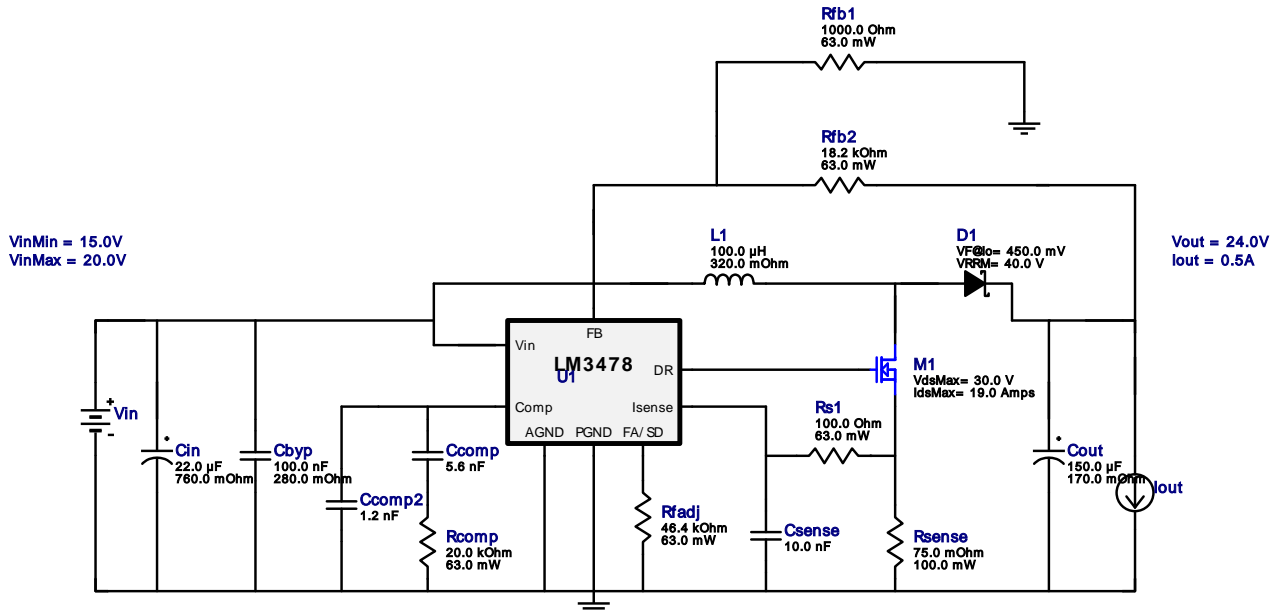 Rfb1
1000.0 Ohm
63.0 mW
Rfb2
18.2 kOhm
63.0 mW
VinMin = 15.0V
VinMax = 20.0V
L1
100.0 µH
320.0 mOhm
D1
VF@Io= 450.0 mV
VRRM= 40.0 V
Vout = 24.0V
Iout = 0.5A
FB
Vin
LM3478
U1
DR
Comp
Isense
AGND
PGND
FA/SD
M1
VdsMax= 30.0 V
IdsMax= 19.0 Amps
Rs1
100.0 Ohm
63.0 mW
+
Vin
-
Cin
22.0 µF
760.0 mOhm
Cbyp
100.0 nF
280.0 mOhm
Ccomp
5.6 nF
Ccomp2
1.2 nF
Rcomp
20.0 kOhm
63.0 mW
Rfadj
46.4 kOhm
63.0 mW
Csense
10.0 nF
Rsense
75.0 mOhm
100.0 mW
Cout
150.0 µF
170.0 mOhm
Iout